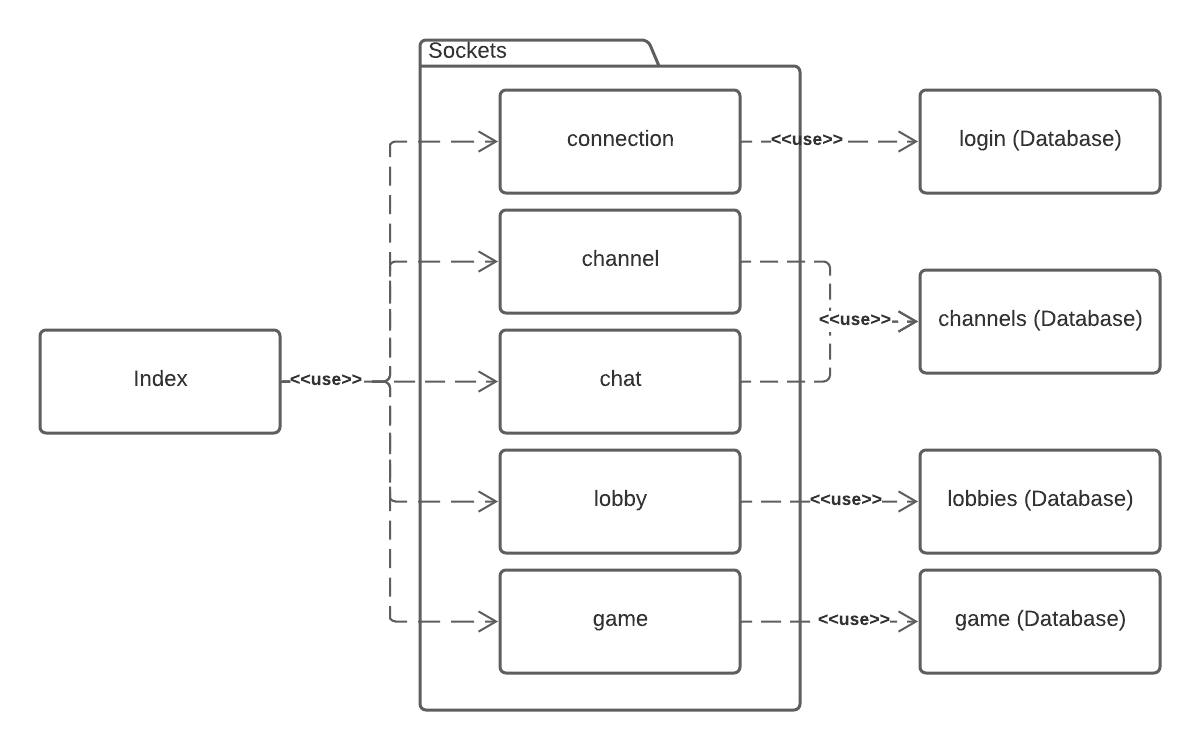 Sockets
connection
<<use>>
login (Database)
channel
channels (Database)
<<use>>
Index
<<use>>
chat
lobby
<<use>>
lobbies (Database)
game
<<use>>
game (Database)